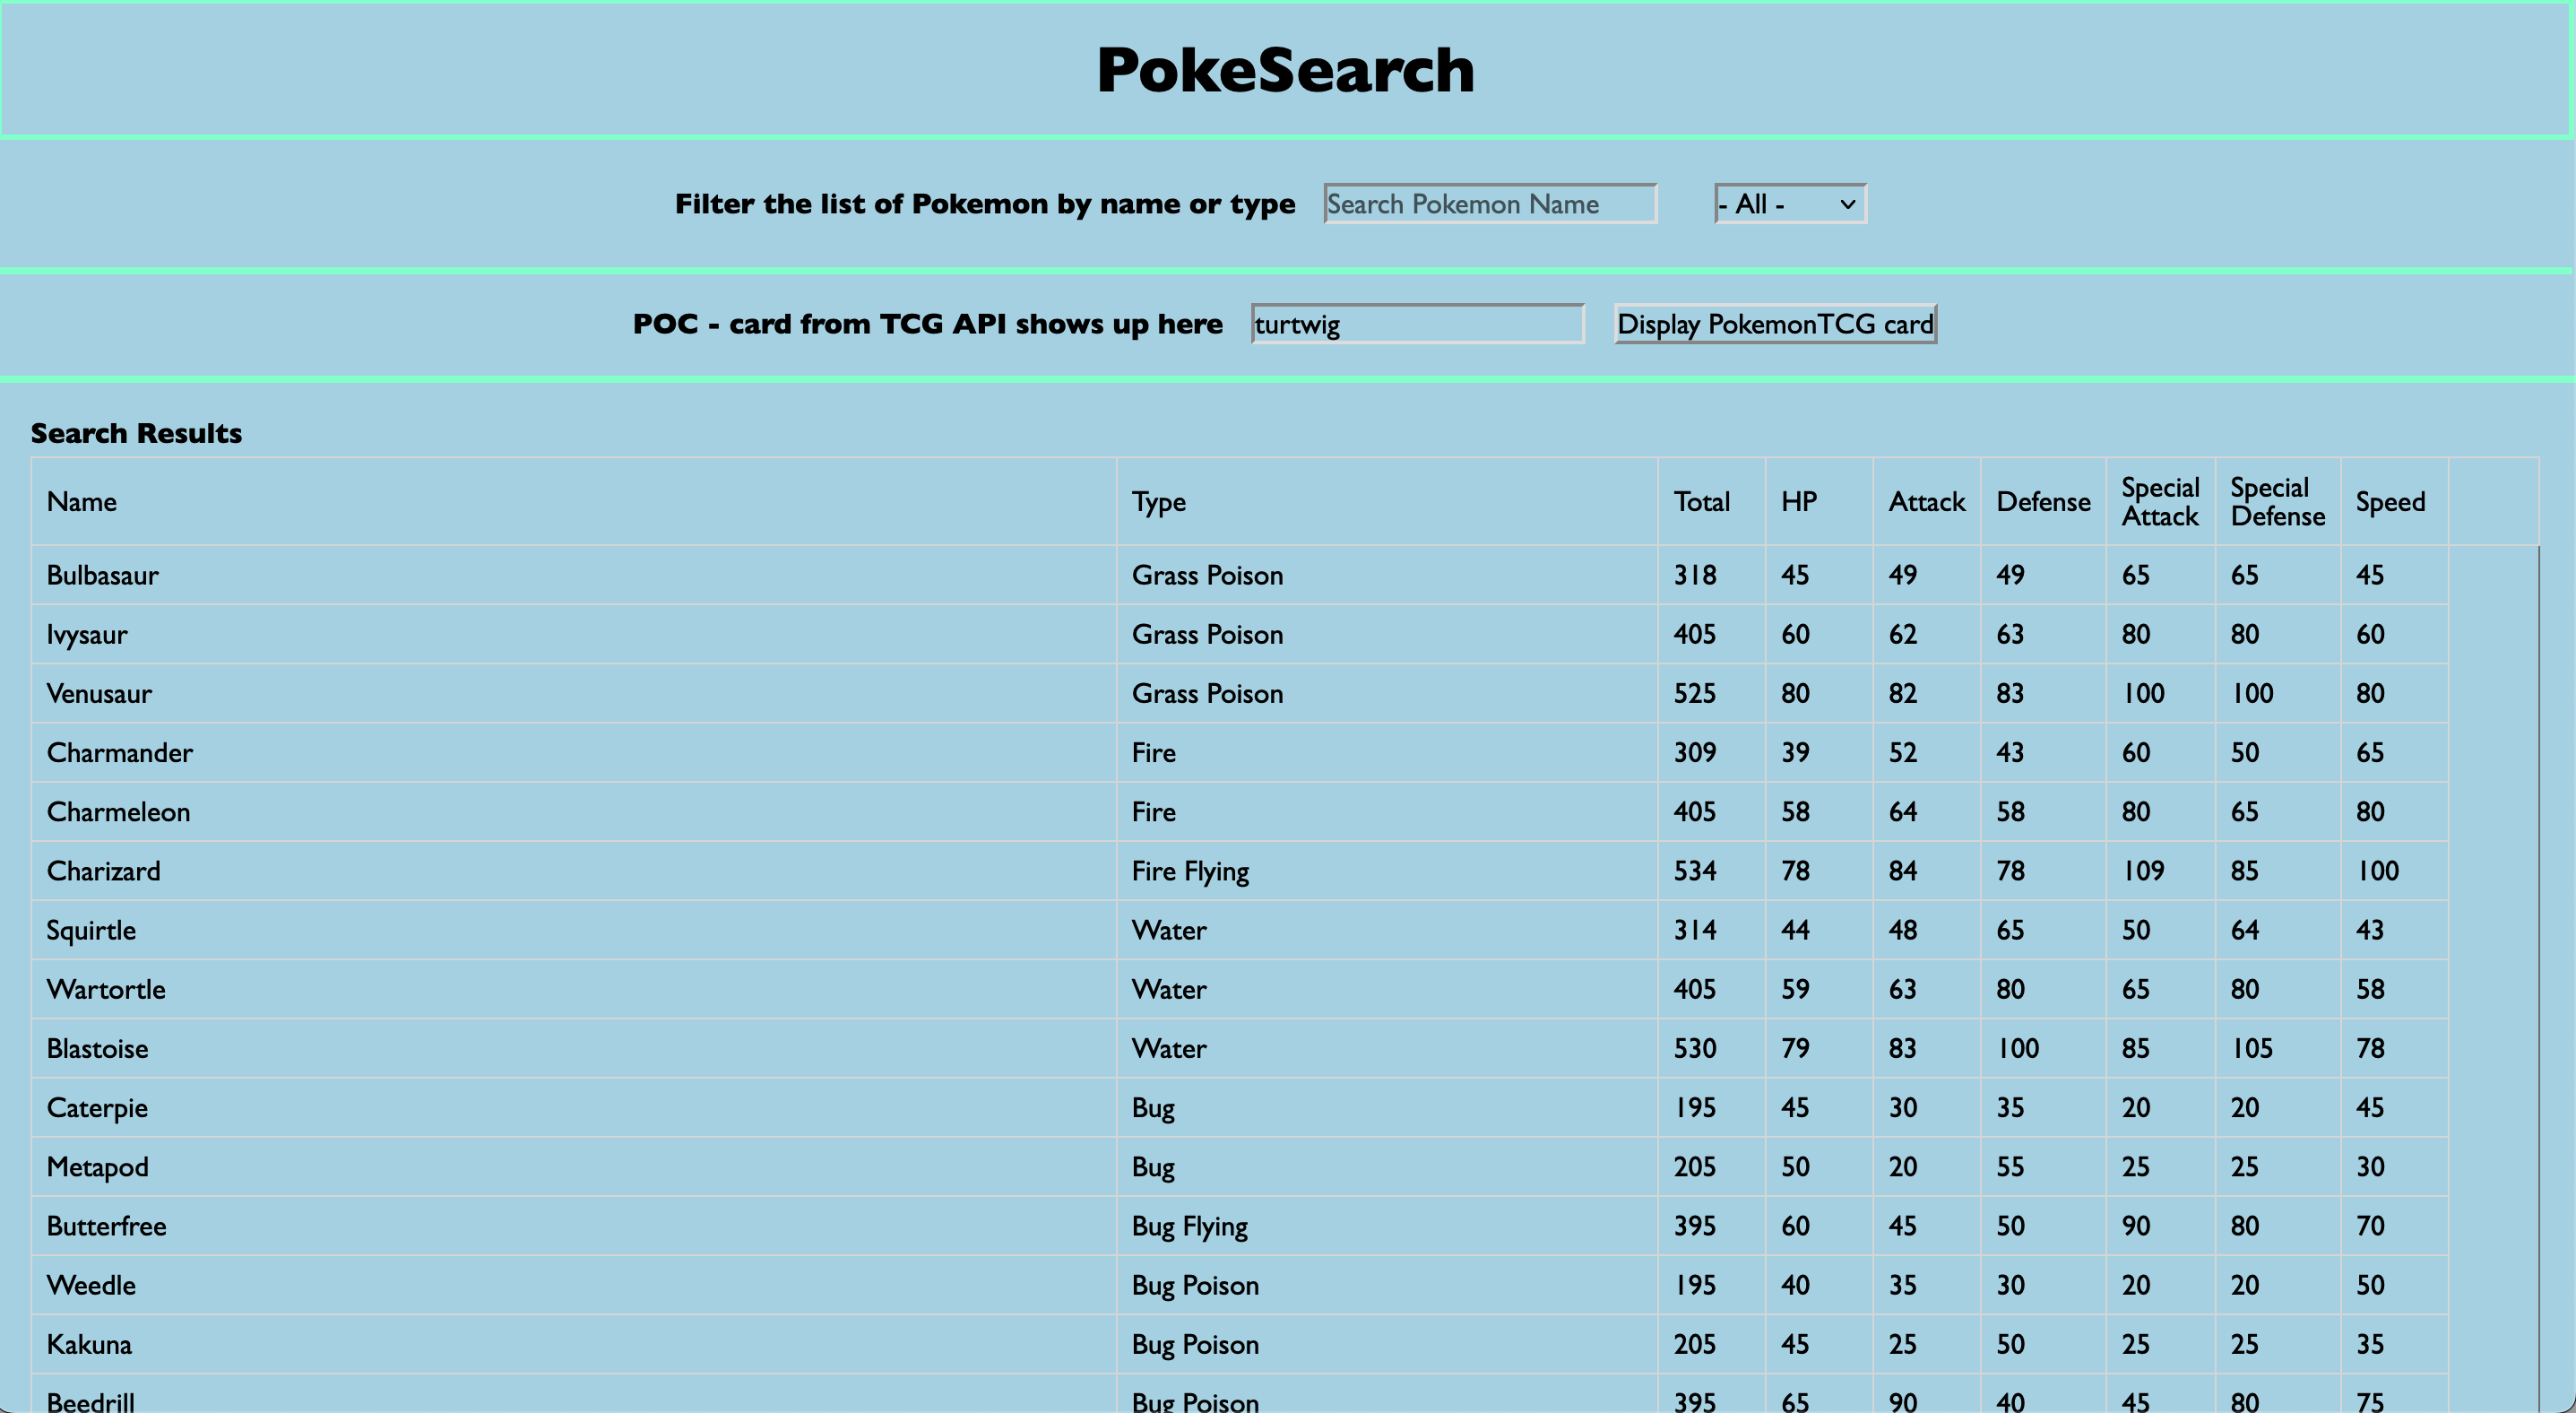 PokeSearch
Filter the list of Pokemon by name or type Search Pokemon Name - All -
POC - card from TCG API shows up here turtwig Display PokemonTCG card
Search Results
Name Type Total HP Attack Defense Special Attack Special Defense Speed
Bulbasaur Grass Poison 318 45 49 49 65 65 45
Ivysaur Grass Poison 405 60 62 63 80 80 60
Venusaur Grass Poison 525 80 82 83 100 100 80
Charmander Fire 309 39 52 43 60 50 65
Charmeleon Fire 405 58 64 58 80 65 80
Charizard Fire Flying 534 78 84 78 109 85 100
Squirtle Water 314 44 48 65 50 64 43
Wartortle Water 405 59 63 80 65 80 58
Blastoise Water 530 79 83 100 85 105 78
Caterpie Bug 195 45 30 35 20 20 45
Metapod Bug 205 50 20 55 25 25 30
Butterfree Bug Flying 395 60 45 50 90 80 70
Weedle Bug Poison 195 40 35 30 20 20 50
Kakuna Bug Poison 205 45 25 50 25 25 35
Beedrill Bug Poison 395 65 90 40 45 80 75